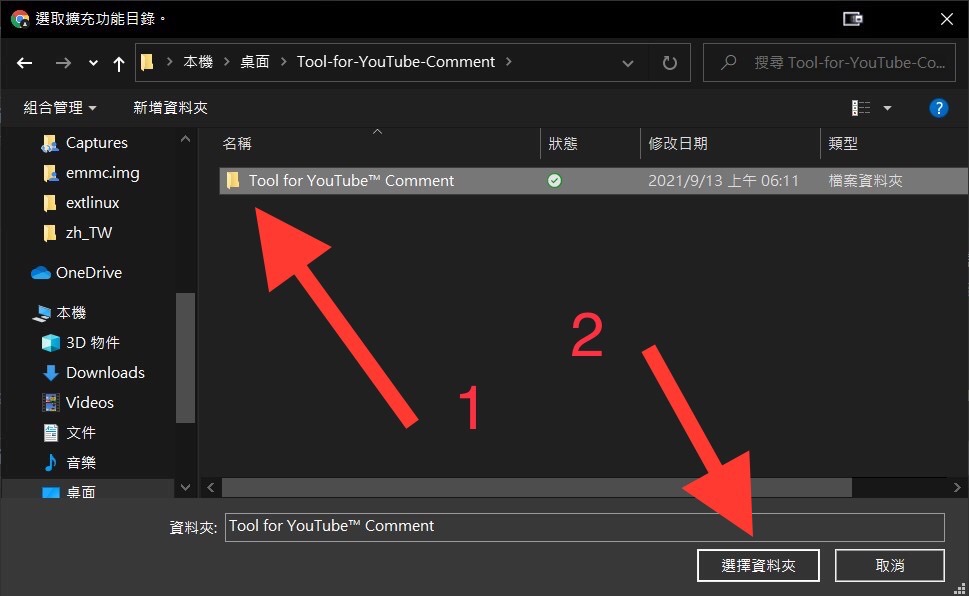 選取擴充功能目錄。
本機 桌面 Tool-for-YouTube-Comment
搜尋 Tool-for-YouTube-Co...
組合管理 新增資料夾
名稱 狀態 修改日期 類型
Tool for YouTube™ Comment 2021/9/13 上午 06:11 檔案資料夾
Captures
emmc.img
extlinux
zh_TW
OneDrive
本機
3D 物件
Downloads
Videos
文件
音樂
桌面
1
2
資料夾: Tool for YouTube™ Comment
選擇資料夾 取消